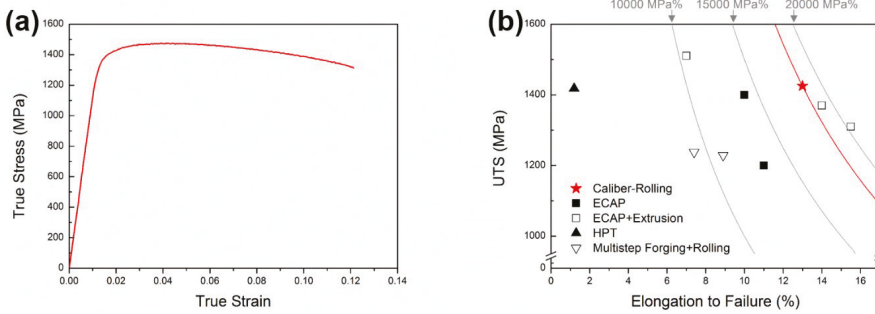 (a)
1600
1400
1200
1000
800
600
400
200
0
0.00 0.02 0.04 0.06 0.08 0.10 0.12 0.14
True Stress (MPa)
True Strain
(b)
10000 MPa% 15000 MPa% 20000 MPa%
1600
1400
1200
1000
0
0 2 4 6 8 10 12 14 16
UTS (MPa)
Elongation to Failure (%)
Caliber-Rolling
ECAP
ECAP+Extrusion
HPT
Multistep Forging+Rolling